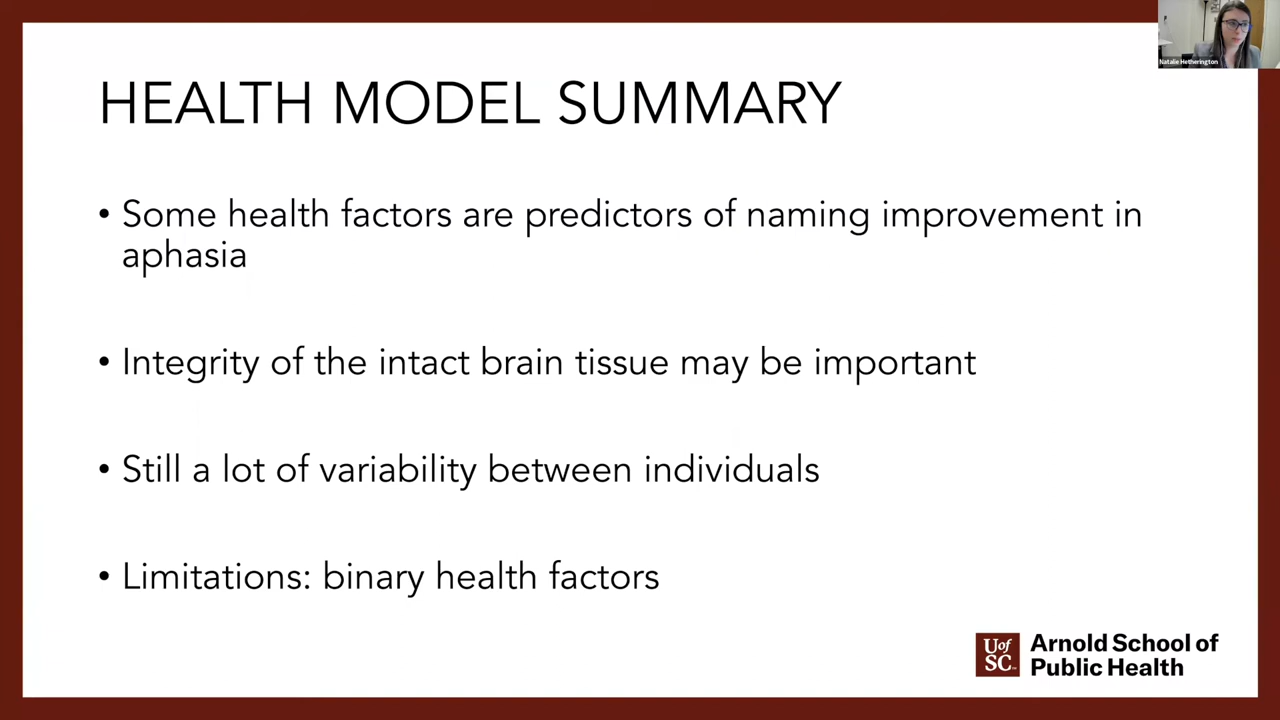 Natalie Hetherington
HEALTH MODEL SUMMARY
• Some health factors are predictors of naming improvement in
aphasia
• Integrity of the intact brain tissue may be important
• Still a lot of variability between individuals
• Limitations: binary health factors
UofSC
Arnold School of
Public Health